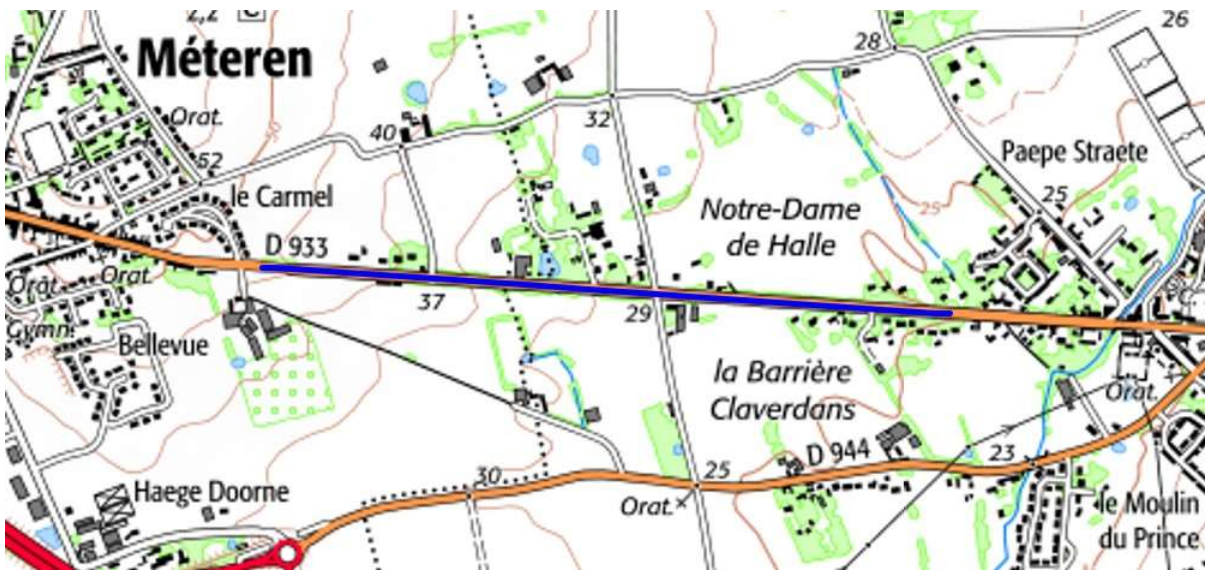 2,2
C
26
Méteren
28
Orat.
40
32
Paepe Straete
52
le Carmel
25
Notre-Dame
de Halle
25
D 933
Orat.
Orat.
37
29
Gymn.
Bellevue
la Barrière
Claverdans
Orat.
D 944
23
30
25
Haege Doorne
Orat.
le Moulin
du Prince